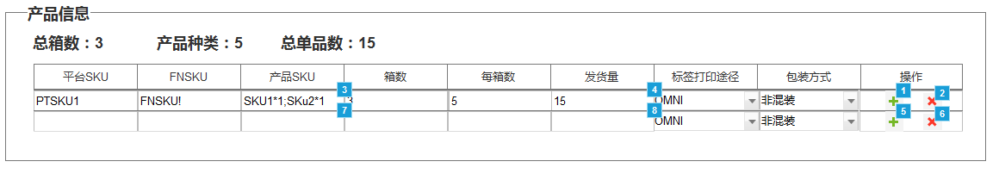 产品信息
总箱数：3 产品种类：5 总单品数：15
平台SKU FNSKU 产品SKU 箱数 每箱数 发货量 标签打印途径 包装方式 操作
1 2 3 4
PTSKU1 FNSKU! SKU1*1;SKu2*1 3 5 15 OMNI 非混装
5 6 7 8
OMNI 非混装